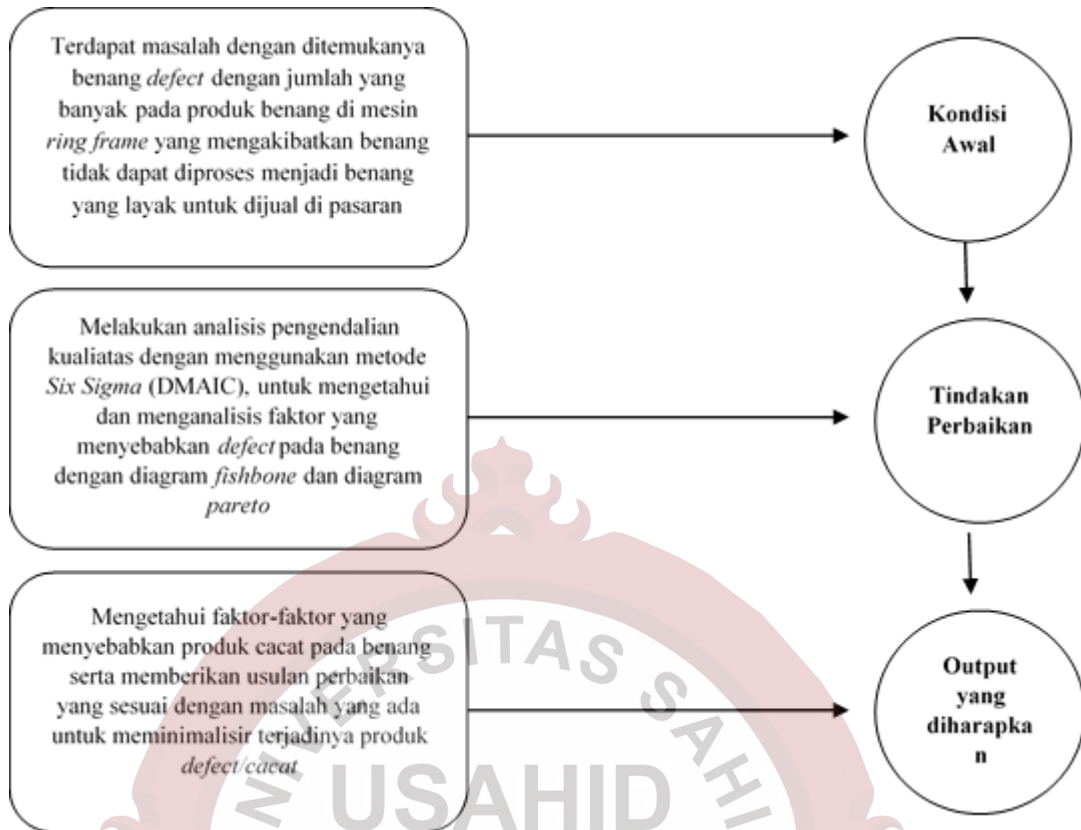 Terdapat masalah dengan ditemukanya
benang defect dengan jumlah yang
banyak pada produk benang di mesin
ring frame yang mengakibatkan benang
tidak dapat diproses menjadi benang
yang layak untuk dijual di pasaran
Kondisi
Awal
Melakukan analisis pengendalian
kualiatas dengan menggunakan metode
Six Sigma (DMAIC), untuk mengetahui
dan menganalisis faktor yang
menyebabkan defect pada benang
dengan diagram fishbone dan diagram
pareto
Tindakan
Perbaikan
Mengetahui faktor-faktor yang
menyebabkan produk cacat pada benang
serta memberikan usulan perbaikan
yang sesuai dengan masalah yang ada
untuk meminimalisir terjadinya produk
defect/cacat
Output
yang
diharapka
n
NIVERSITAS SAHI
USAHID